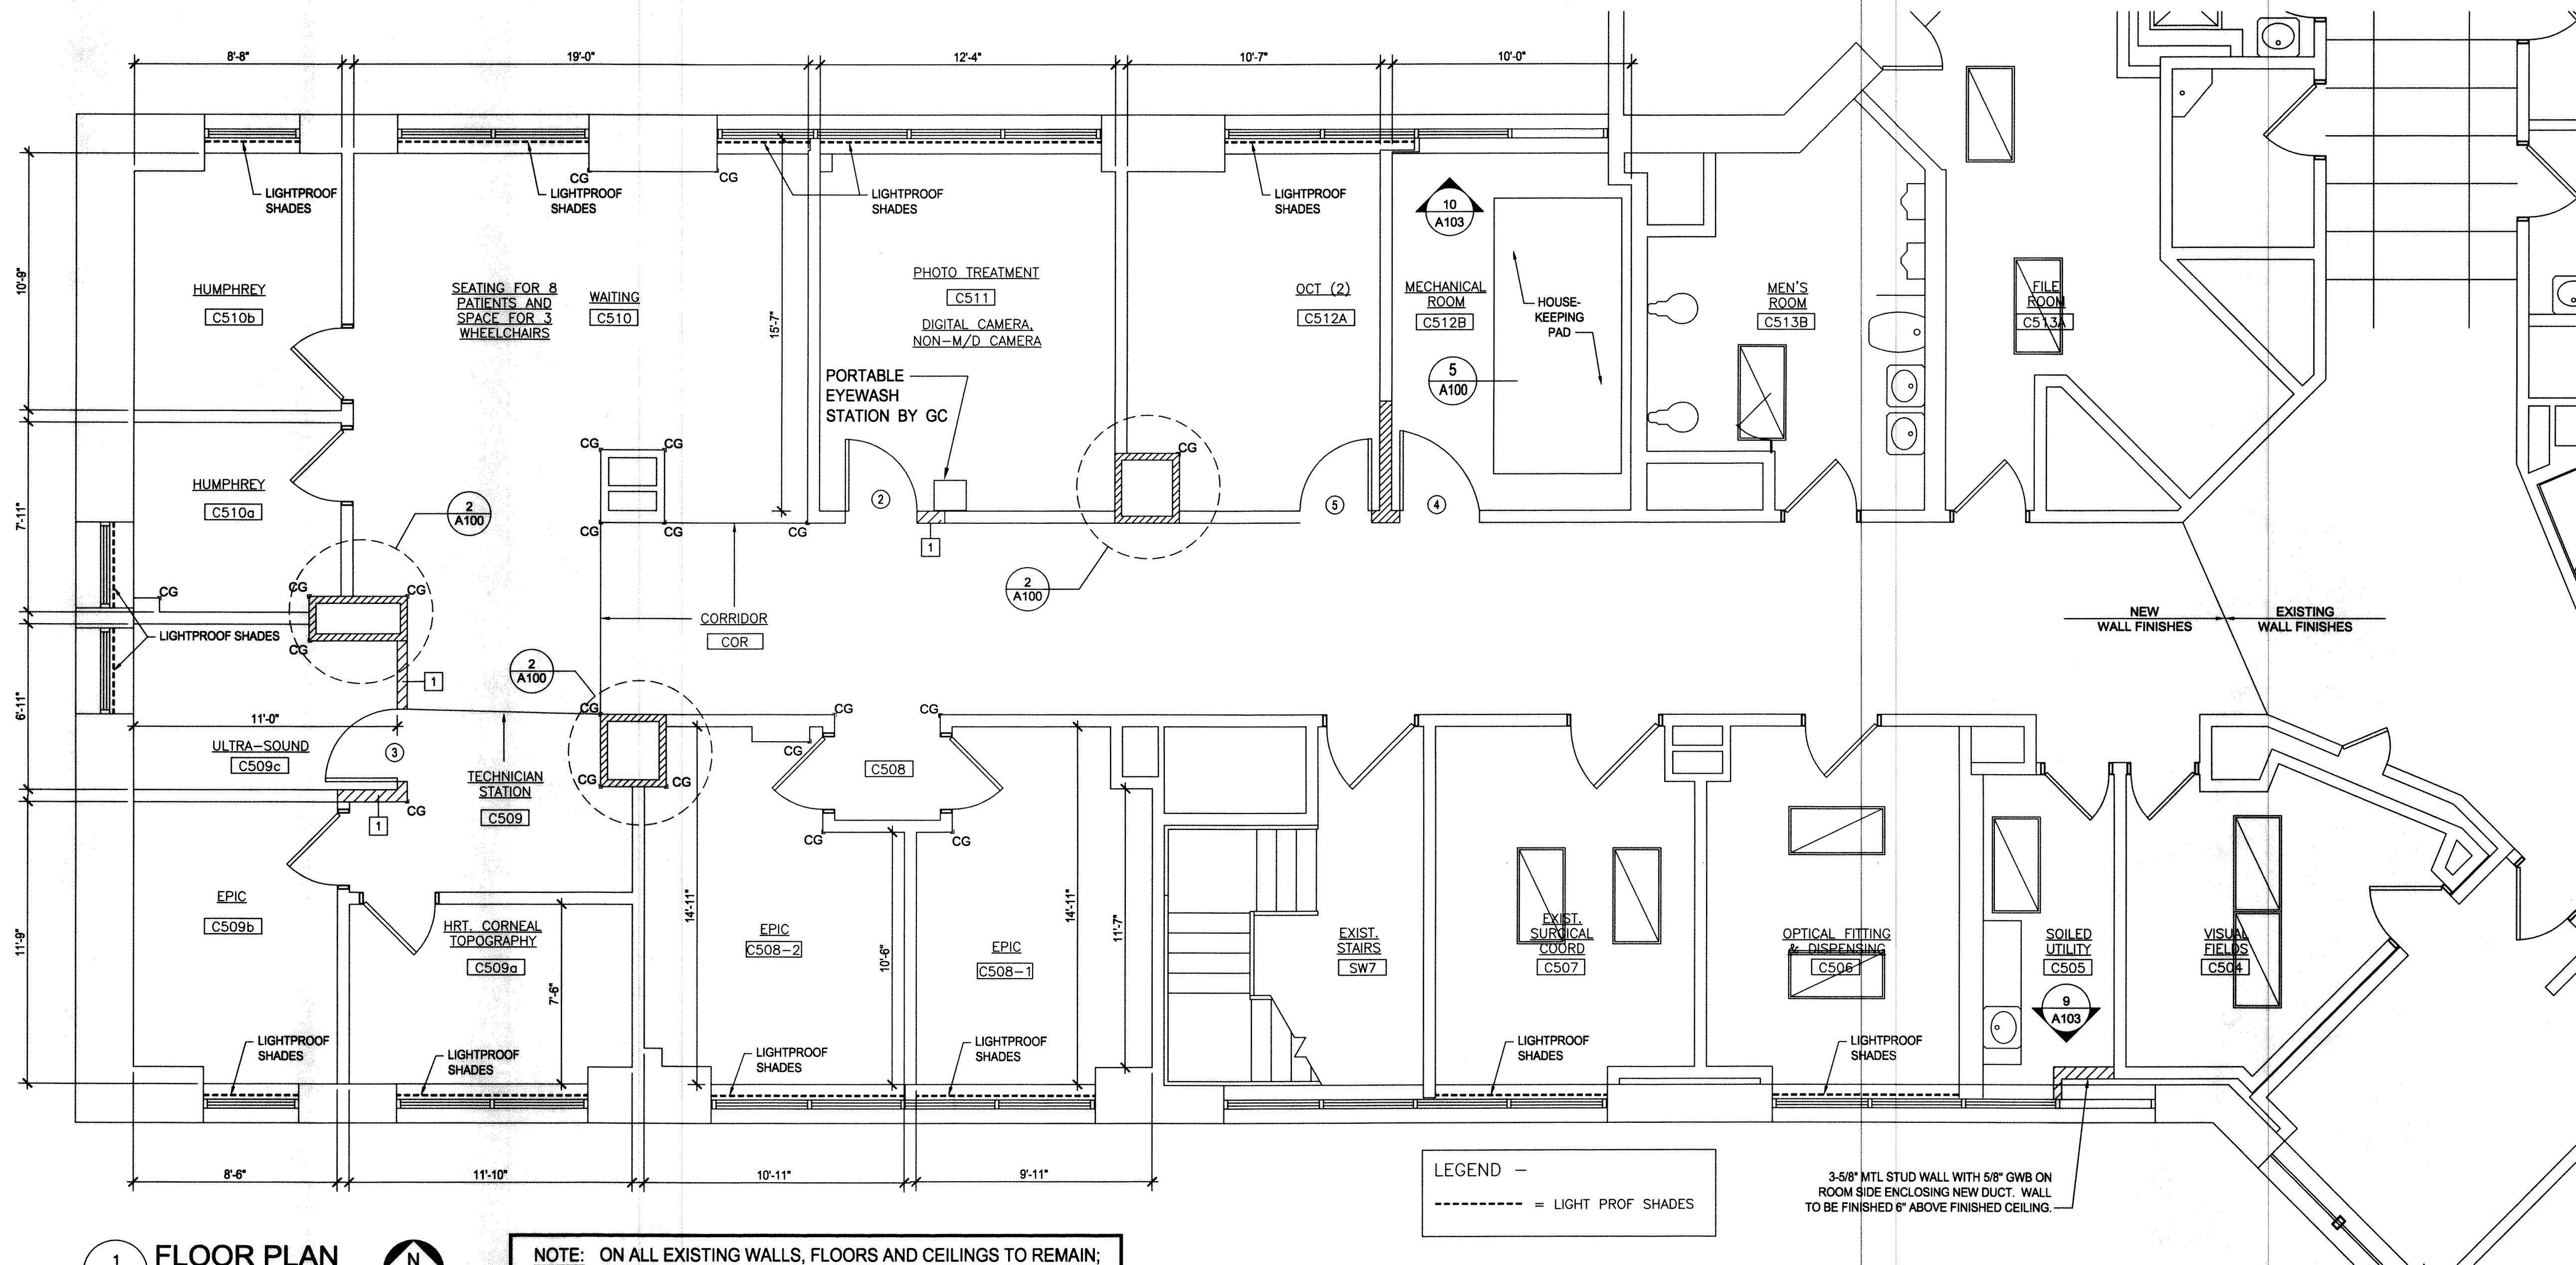 8'-8"
19'-0"
12'-4"
10'-7"
10'-0"
LIGHTPROOF
SHADES
CG
LIGHTPROOF
SHADES
CG
LIGHTPROOF
SHADES
LIGHTPROOF
SHADES
10
A103
10'-9"
HUMPHREY
C510b
SEATING FOR 8
PATIENTS AND
SPACE FOR 3
WHEELCHAIRS
WAITING
C510
15'-7"
PHOTO TREATMENT
C511
DIGITAL CAMERA,
NON-M/D CAMERA
PORTABLE
EYEWASH
STATION BY GC
OCT (2)
C512A
MECHANICAL
ROOM
C512B
HOUSE-
KEEPING
PAD
5
A100
MEN'S
ROOM
C513B
FILE
ROOM
C513A
7'-11"
HUMPHREY
C510a
2
A100
CG
CG
CG
CG
CG
2
1
CG
5
4
2
A100
CG
CG
CG
CG
LIGHTPROOF SHADES
CORRIDOR
COR
NEW
WALL FINISHES
EXISTING
WALL FINISHES
6'-11"
1
2
A100
11'-0"
ULTRA-SOUND
C509c
3
TECHNICIAN
STATION
C509
1
CG
CG
CG
CG
CG
CG
CG
C508
CG
CG
11'-9"
EPIC
C509b
HRT. CORNEAL
TOPOGRAPHY
C509a
7'-6"
14'-11"
EPIC
C508-2
10'-6"
EPIC
C508-1
14'-11"
11'-7"
EXIST.
STAIRS
SW7
EXIST.
SURGICAL
COORD
C507
OPTICAL FITTING
& DISPENSING
C506
SOILED
UTILITY
C505
VISUAL
FIELDS
C504
9
A103
LIGHTPROOF
SHADES
LIGHTPROOF
SHADES
LIGHTPROOF
SHADES
LIGHTPROOF
SHADES
LIGHTPROOF
SHADES
LIGHTPROOF
SHADES
8'-6"
11'-10"
10'-11"
9'-11"
LEGEND -
= LIGHT PROF SHADES
3-5/8" MTL STUD WALL WITH 5/8" GWB ON
ROOM SIDE ENCLOSING NEW DUCT. WALL
TO BE FINISHED 6" ABOVE FINISHED CEILING.
1
FLOOR PLAN
N
NOTE: ON ALL EXISTING WALLS, FLOORS AND CEILINGS TO REMAIN;